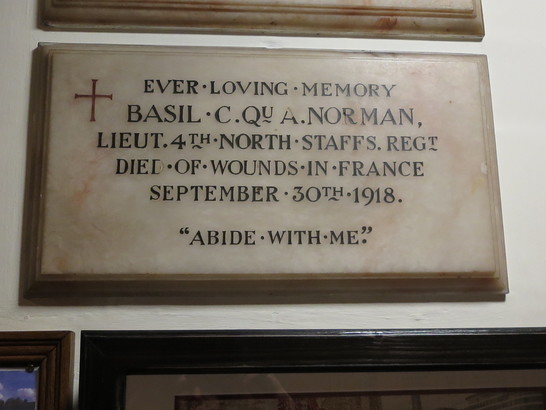 EVER·LOVING·MEMORY
BASIL·C.QU A.NORMAN,
LIEUT.4TH·NORTH·STAFFS.REGT
DIED·OF·WOUNDS·IN·FRANCE
SEPTEMBER·30TH·1918.
"ABIDE·WITH·ME."